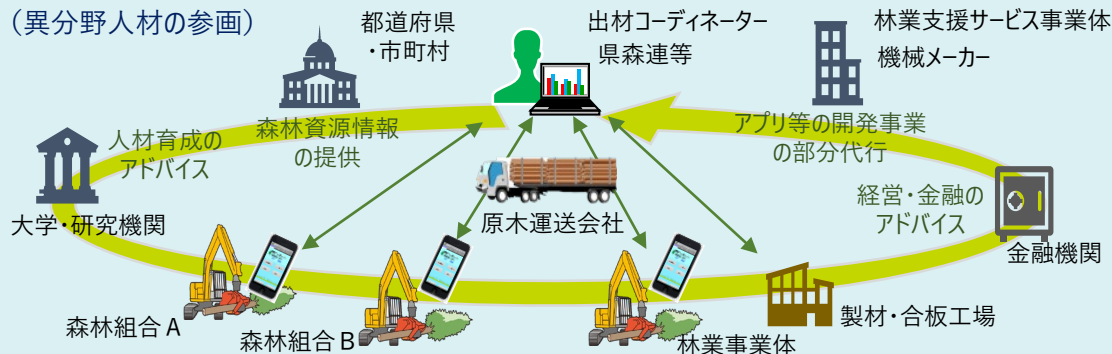 （異分野人材の参画）
都道府県
・市町村
出材コーディネーター
県森連等
林業支援サービス事業体
機械メーカー
人材育成の
アドバイス
森林資源情報
の提供
アプリ等の開発事業
の部分代行
経営・金融の
アドバイス
大学・研究機関
原木運送会社
金融機関
森林組合A
森林組合B
林業事業体
製材・合板工場